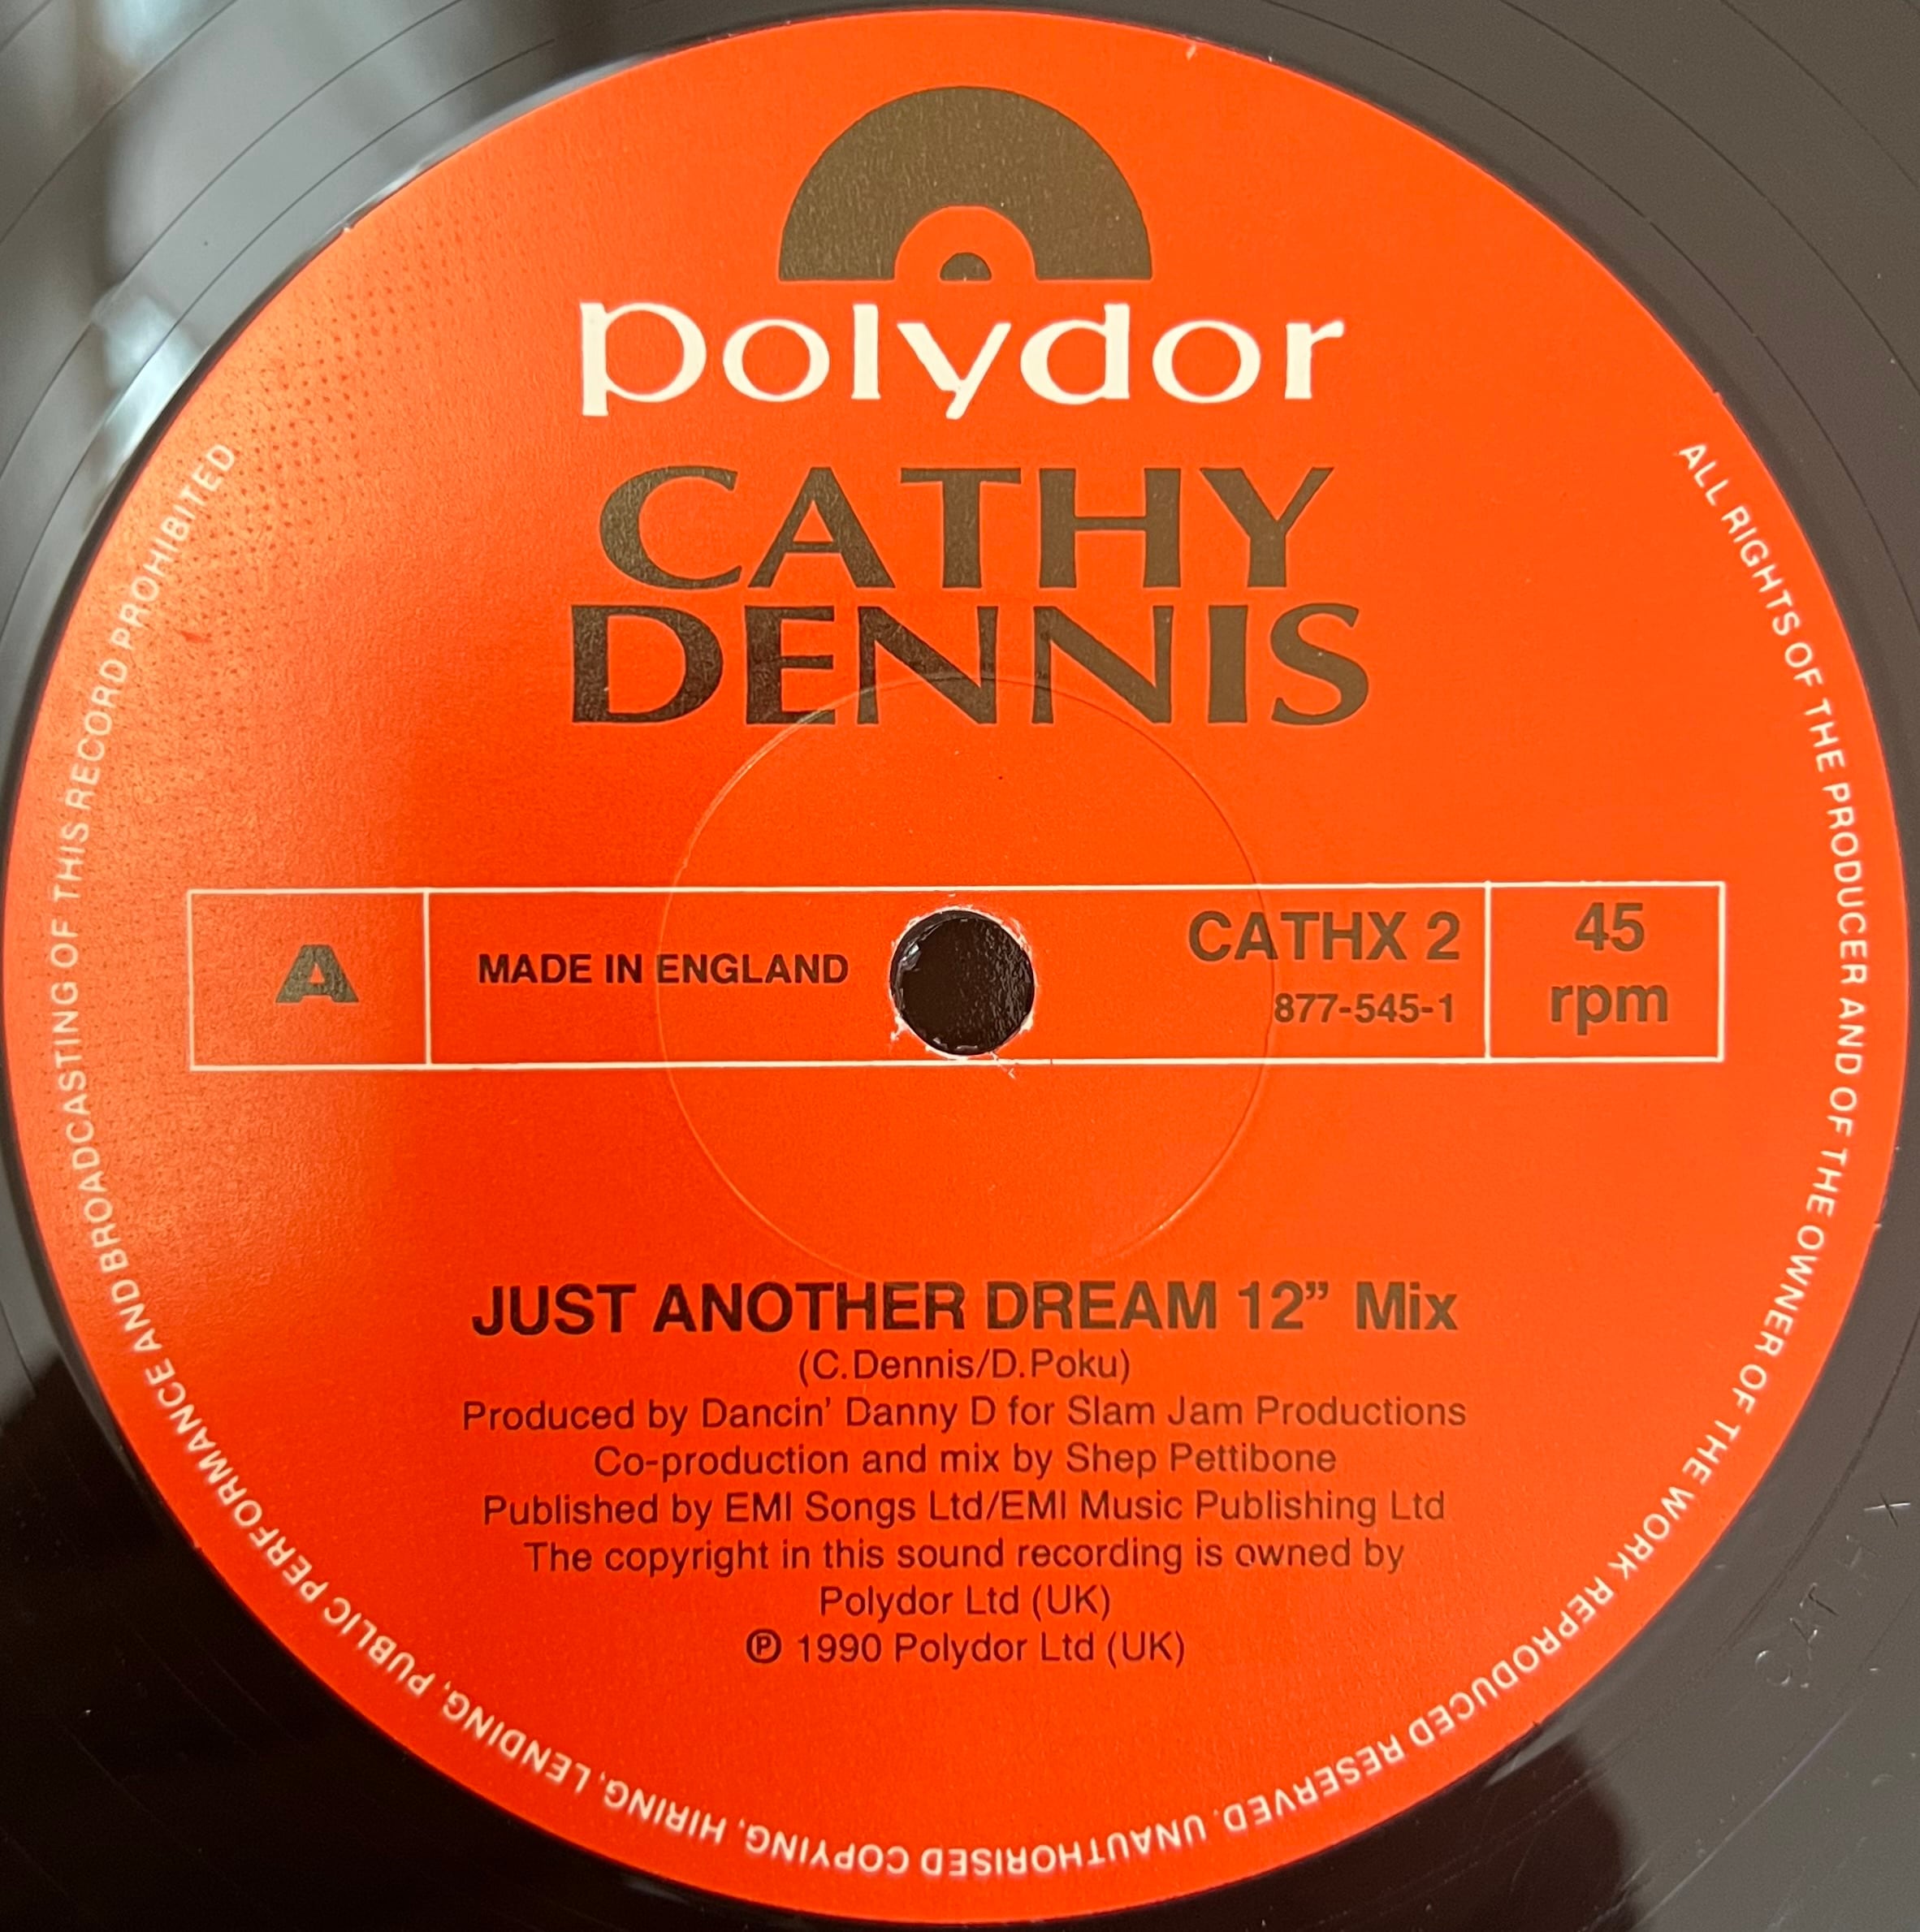 polydor
CATHY
DENNIS
A
MADE IN ENGLAND
CATHX 2
877-545-1
45
rpm
JUST ANOTHER DREAM 12” Mix
(C.Dennis/D.Poku)
Produced by Dancin’ Danny D for Slam Jam Productions
Co-production and mix by Shep Pettibone
Published by EMI Songs Ltd/EMI Music Publishing Ltd
The copyright in this sound recording is owned by
Polydor Ltd (UK)
℗ 1990 Polydor Ltd (UK)
ALL RIGHTS OF THE PRODUCER AND OF THE OWNER OF THE WORK REPRODUCED RESERVED. UNAUTHORISED COPYING, HIRING, LENDING, PUBLIC PERFORMANCE AND BROADCASTING OF THIS RECORD PROHIBITED
CATH X